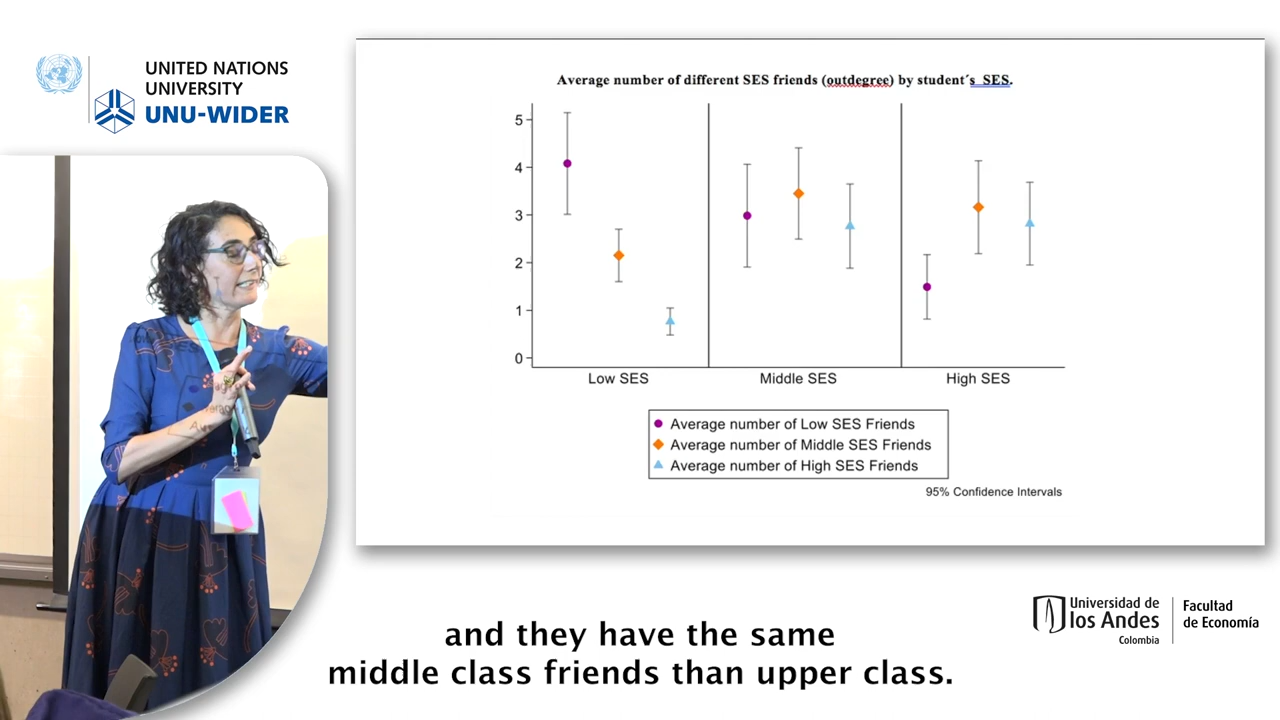 UNITED NATIONS
UNIVERSITY
UNU-WIDER
Average number of different SES friends (outdegree) by student´s SES.
5
4
3
2
1
0
Low SES
Middle SES
High SES
Average number of Low SES Friends
Average number of Middle SES Friends
Average number of High SES Friends
95% Confidence Intervals
and they have the same
middle class friends than upper class.
Universidad de
los Andes
Colombia
Facultad
de Economía